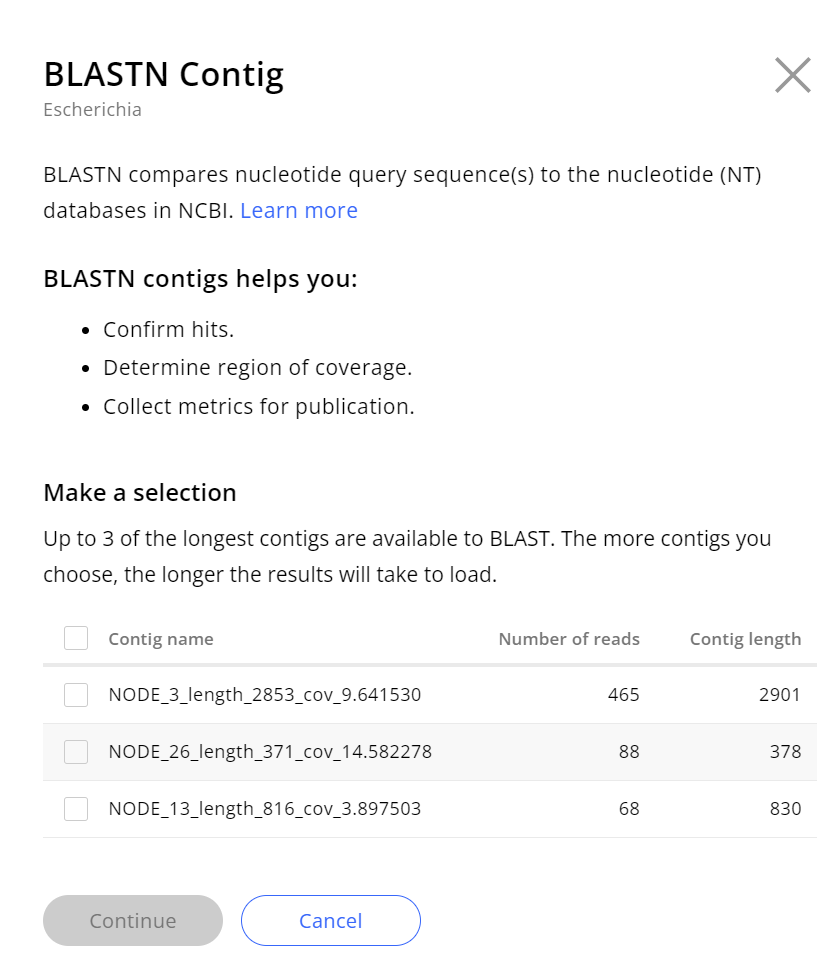 BLASTN Contig
Escherichia
BLASTN compares nucleotide query sequence(s) to the nucleotide (NT)
databases in NCBI. Learn more
BLASTN contigs helps you:
• Confirm hits.
• Determine region of coverage.
• Collect metrics for publication.
Make a selection
Up to 3 of the longest contigs are available to BLAST. The more contigs you
choose, the longer the results will take to load.
Contig name Number of reads Contig length
NODE_3_length_2853_cov_9.641530 465 2901
NODE_26_length_371_cov_14.582278 88 378
NODE_13_length_816_cov_3.897503 68 830
Continue Cancel